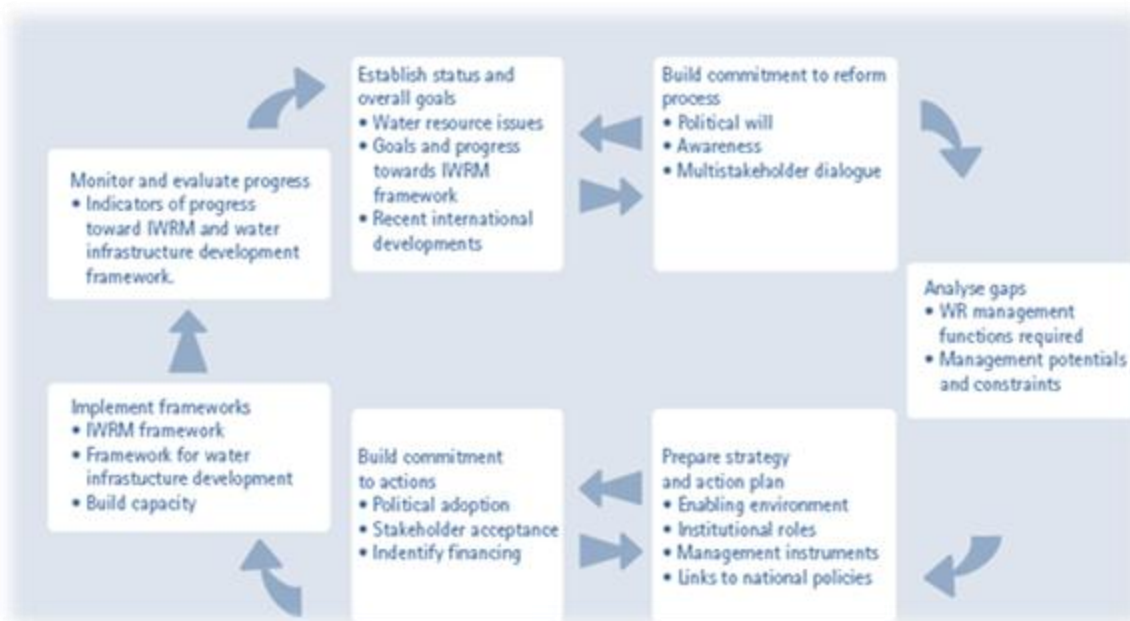 Establish status and
overall goals
• Water resource issues
• Goals and progress
towards IWRM
framework
• Recent international
developments
Build commitment to reform
process
• Political will
• Awareness
• Multistakeholder dialogue
Analyse gaps
• WR management
functions required
• Management potentials
and constraints
Prepare strategy
and action plan
• Enabling environment
• Institutional roles
• Management instruments
• Links to national policies
Build commitment
to actions
• Political adoption
• Stakeholder acceptance
• Indentify financing
Implement frameworks
• IWRM framework
• Framework for water
infrastucture development
• Build capacity
Monitor and evaluate progress
• Indicators of progress
toward IWRM and water
infrastructure development
framework.